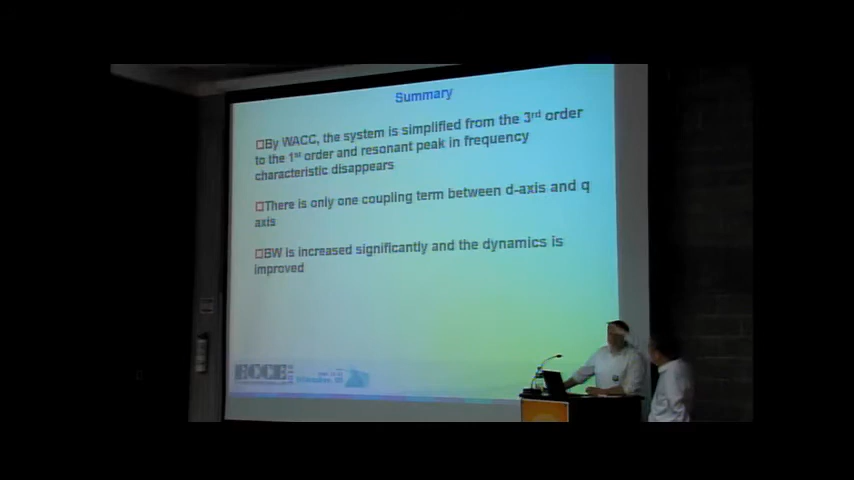 Summary
By WACC, the system is simplified from the 3rd order
to the 1st order and resonant peak in frequency
characteristic disappears
There is only one coupling term between d-axis and q
axis
BW is increased significantly and the dynamics is
improved
ECCE